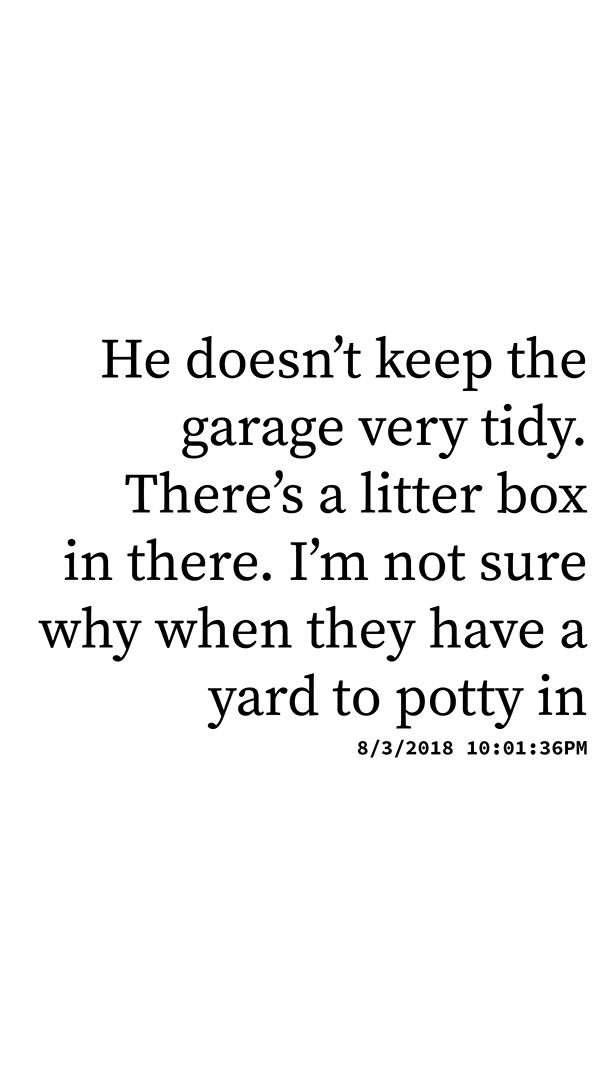 He doesn’t keep the
garage very tidy.
There’s a litter box
in there. I’m not sure
why when they have a
yard to potty in
8/3/2018 10:01:36PM